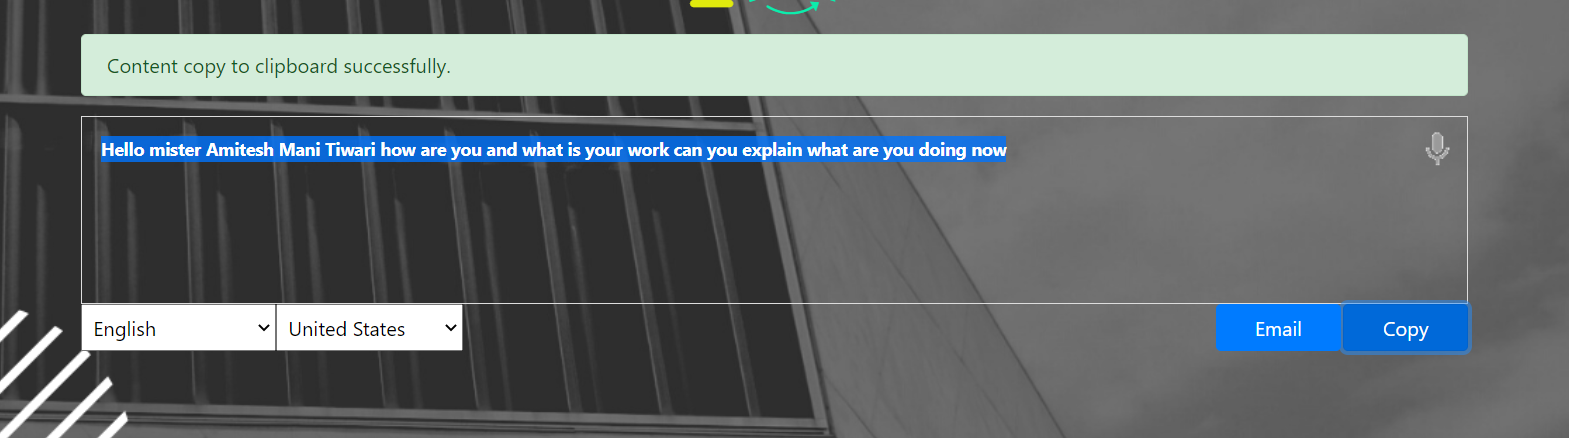 Content copy to clipboard successfully.
Hello mister Amitesh Mani Tiwari how are you and what is your work can you explain what are you doing now
English
United States
Email
Copy